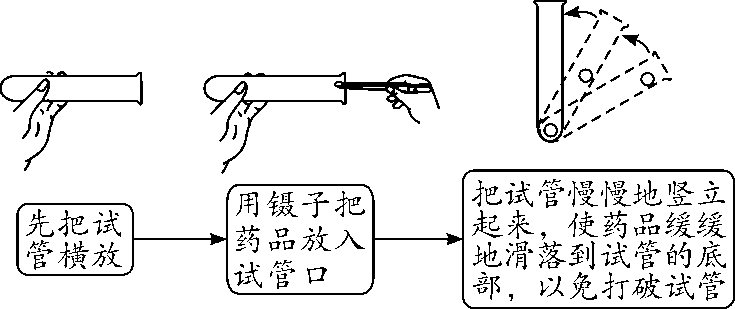 先把试
管横放
用镊子把
药品放入
试管口
把试管慢慢地竖立
起来，使药品缓缓
地滑落到试管的底
部，以免打破试管